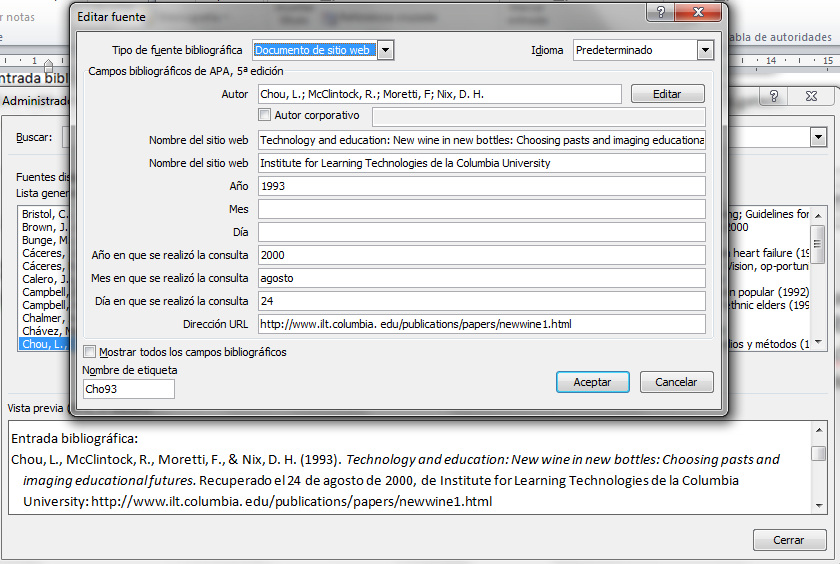 ar notas
abla de autoridades
Editar fuente
Tipo de fuente bibliográfica Documento de sitio web Idioma Predeterminado
Campos bibliográficos de APA, 5ª edición
Autor Chou, L.; McClintock, R.; Moretti, F; Nix, D. H. Editar
Autor corporativo
Nombre del sitio web Technology and education: New wine in new bottles: Choosing pasts and imaging educationa
Nombre del sitio web Institute for Learning Technologies de la Columbia University
Año 1993
Mes
Día
Año en que se realizó la consulta 2000
Mes en que se realizó la consulta agosto
Día en que se realizó la consulta 24
Dirección URL http://www.ilt.columbia. edu/publications/papers/newwine1.html
Mostrar todos los campos bibliográficos
Nombre de etiqueta
Cho93
Aceptar Cancelar
1 13 14 15
ntrada bibl
Administrado
Buscar:
Fuentes dis
Lista gener
Bristol, C. ng; Guidelines for
Brown, J. 2000
Bunge, M
Cáceres, n heart failure (19
Cáceres, Vision, op-portun
Calero, J.
Campbell, n popular (1992)
Campbell, ethnic elders (199
Chalmer,
Chávez, M
Chou, L., lios y métodos (1
Vista previa (
Entrada bibliográfica:
Chou, L., McClintock, R., Moretti, F., & Nix, D. H. (1993). Technology and education: New wine in new bottles: Choosing pasts and
imaging educational futures. Recuperado el 24 de agosto de 2000, de Institute for Learning Technologies de la Columbia
University: http://www.ilt.columbia. edu/publications/papers/newwine1.html
Cerrar